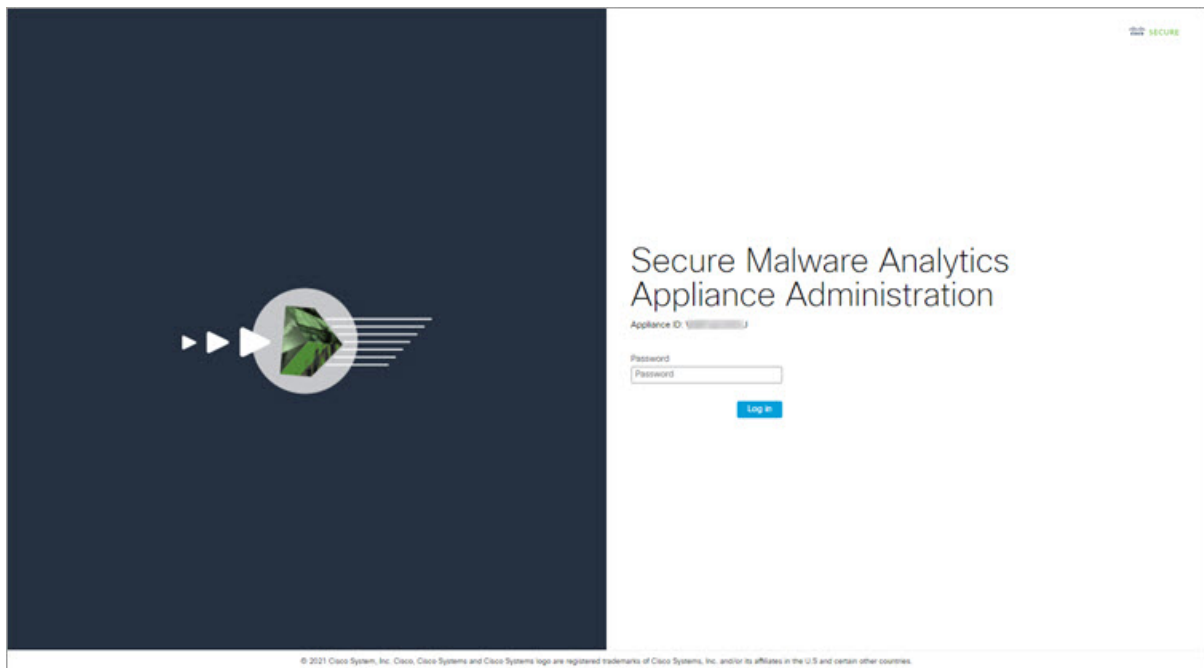 CISCO SECURE
Secure Malware Analytics
Appliance Administration
Appliance ID:
Password
Password
Log in
© 2021 Cisco System, Inc. Cisco, Cisco Systems and Cisco Systems logo are registered trademarks of Cisco Systems, Inc. and/or its affiliates in the U.S and certain other countries.